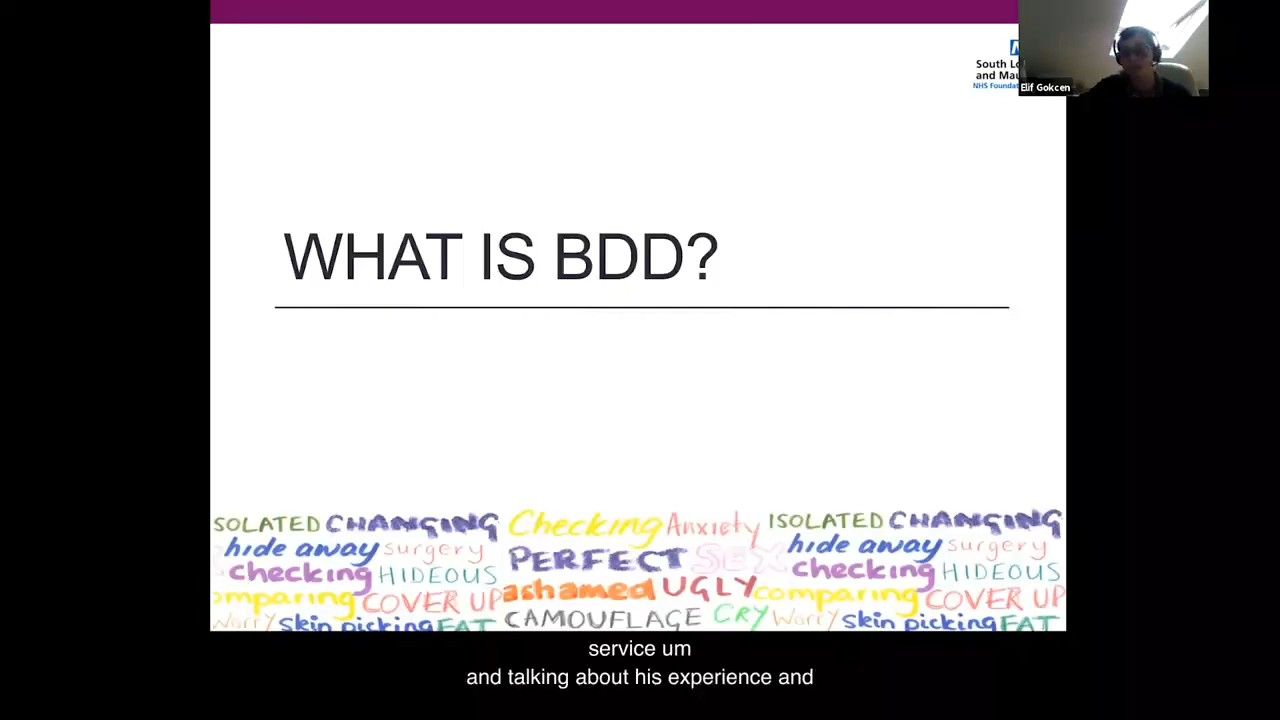 South Lo
and Mau
NHS Foundat
Elif Gokcen
WHAT IS BDD?
SOLATED CHANGING Checking Anxiety ISOLATED CHANGING
hide away surgery PERFECT SEX hide away surgery
checking HIDEOUS ashamed UGLY checking HIDEOUS
omparing COVER UP CAMOUFLAGE CRY comparing COVER UP
Worry skin picking FAT Worry skin picking FAT
service um
and talking about his experience and